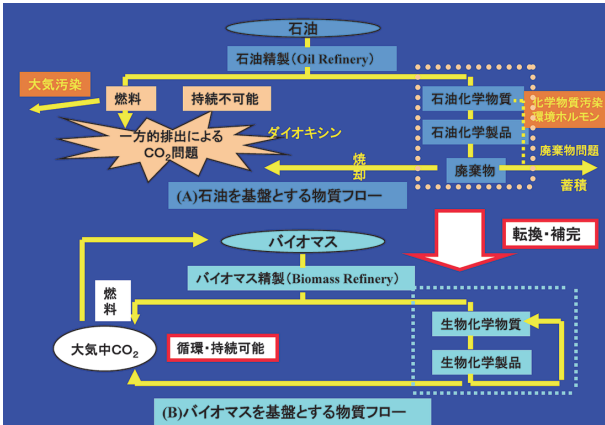 石油
石油精製(Oil Refinery)
大気汚染
燃料
持続不可能
石油化学物質
化学物質汚染
環境ホルモン
一方的排出による
CO₂問題
ダイオキシン
石油化学製品
焼却
廃棄物
廃棄物問題
蓄積
(A)石油を基盤とする物質フロー
転換・補完
バイオマス
バイオマス精製(Biomass Refinery)
燃料
生物化学物質
大気中CO₂
循環・持続可能
生物化学製品
(B)バイオマスを基盤とする物質フロー